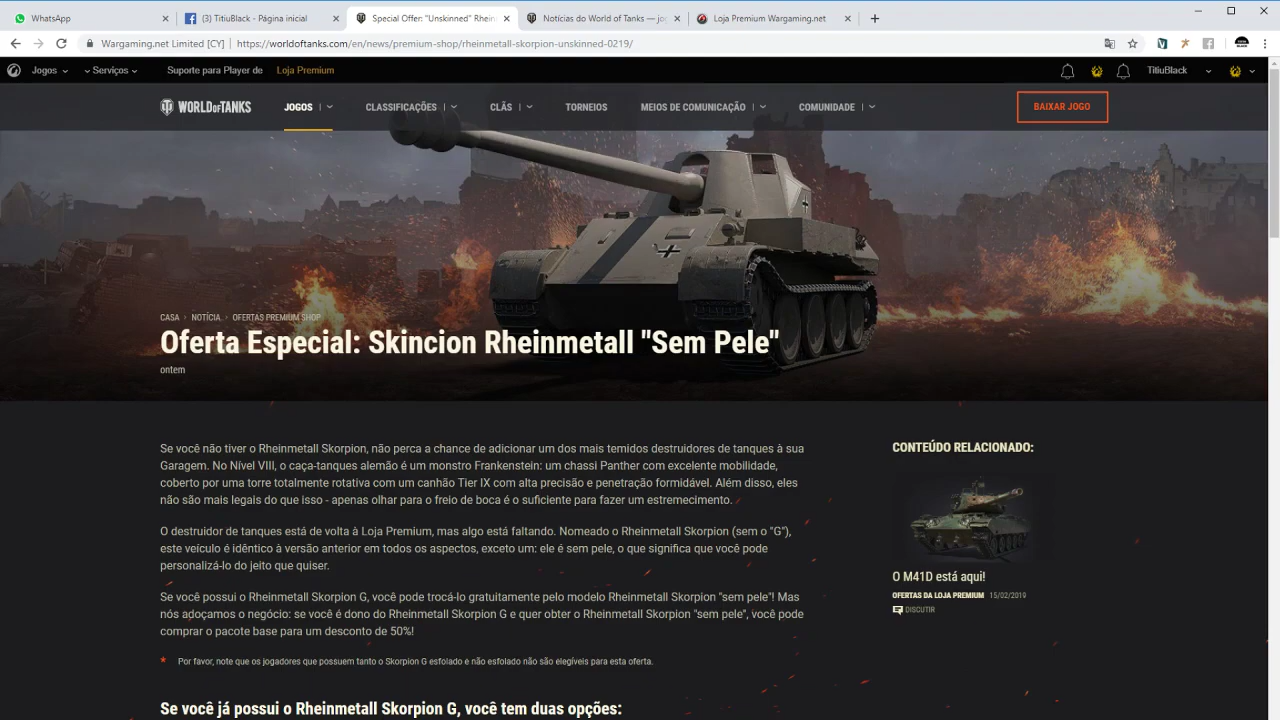 WhatsApp
(3) TitiuBlack - Página inicial
Special Offer: "Unskinned" Rhein
Notícias do World of Tanks — jo
Loja Premium Wargaming.net
Wargaming.net Limited [CY] | https://worldoftanks.com/en/news/premium-shop/rheinmetall-skorpion-unskinned-0219/
Jogos
Serviços
Suporte para Player de
Loja Premium
TitiuBlack
WORLD OF TANKS
JOGOS
CLASSIFICAÇÕES
CLÃS
TORNEIOS
MEIOS DE COMUNICAÇÃO
COMUNIDADE
BAIXAR JOGO
CASA
NOTÍCIA
OFERTAS PREMIUM SHOP
Oferta Especial: Skincion Rheinmetall "Sem Pele"
ontem
Se você não tiver o Rheinmetall Skorpion, não perca a chance de adicionar um dos mais temidos destruidores de tanques à sua
Garagem. No Nível VIII, o caça-tanques alemão é um monstro Frankenstein: um chassi Panther com excelente mobilidade,
coberto por uma torre totalmente rotativa com um canhão Tier IX com alta precisão e penetração formidável. Além disso, eles
não são mais legais do que isso - apenas olhar para o freio de boca é o suficiente para fazer um estremecimento.
O destruidor de tanques está de volta à Loja Premium, mas algo está faltando. Nomeado o Rheinmetall Skorpion (sem o "G"),
este veículo é idêntico à versão anterior em todos os aspectos, exceto um: ele é sem pele, o que significa que você pode
personalizá-lo do jeito que quiser.
Se você possui o Rheinmetall Skorpion G, você pode trocá-lo gratuitamente pelo modelo Rheinmetall Skorpion "sem pele"! Mas
nós adoçamos o negócio: se você é dono do Rheinmetall Skorpion G e quer obter o Rheinmetall Skorpion "sem pele", você pode
comprar o pacote base para um desconto de 50%!
* Por favor, note que os jogadores que possuem tanto o Skorpion G esfolado e não esfolado não são elegíveis para esta oferta.
Se você já possui o Rheinmetall Skorpion G, você tem duas opções:
CONTEÚDO RELACIONADO:
O M41D está aqui!
OFERTAS DA LOJA PREMIUM 15/02/2019
DISCUTIR